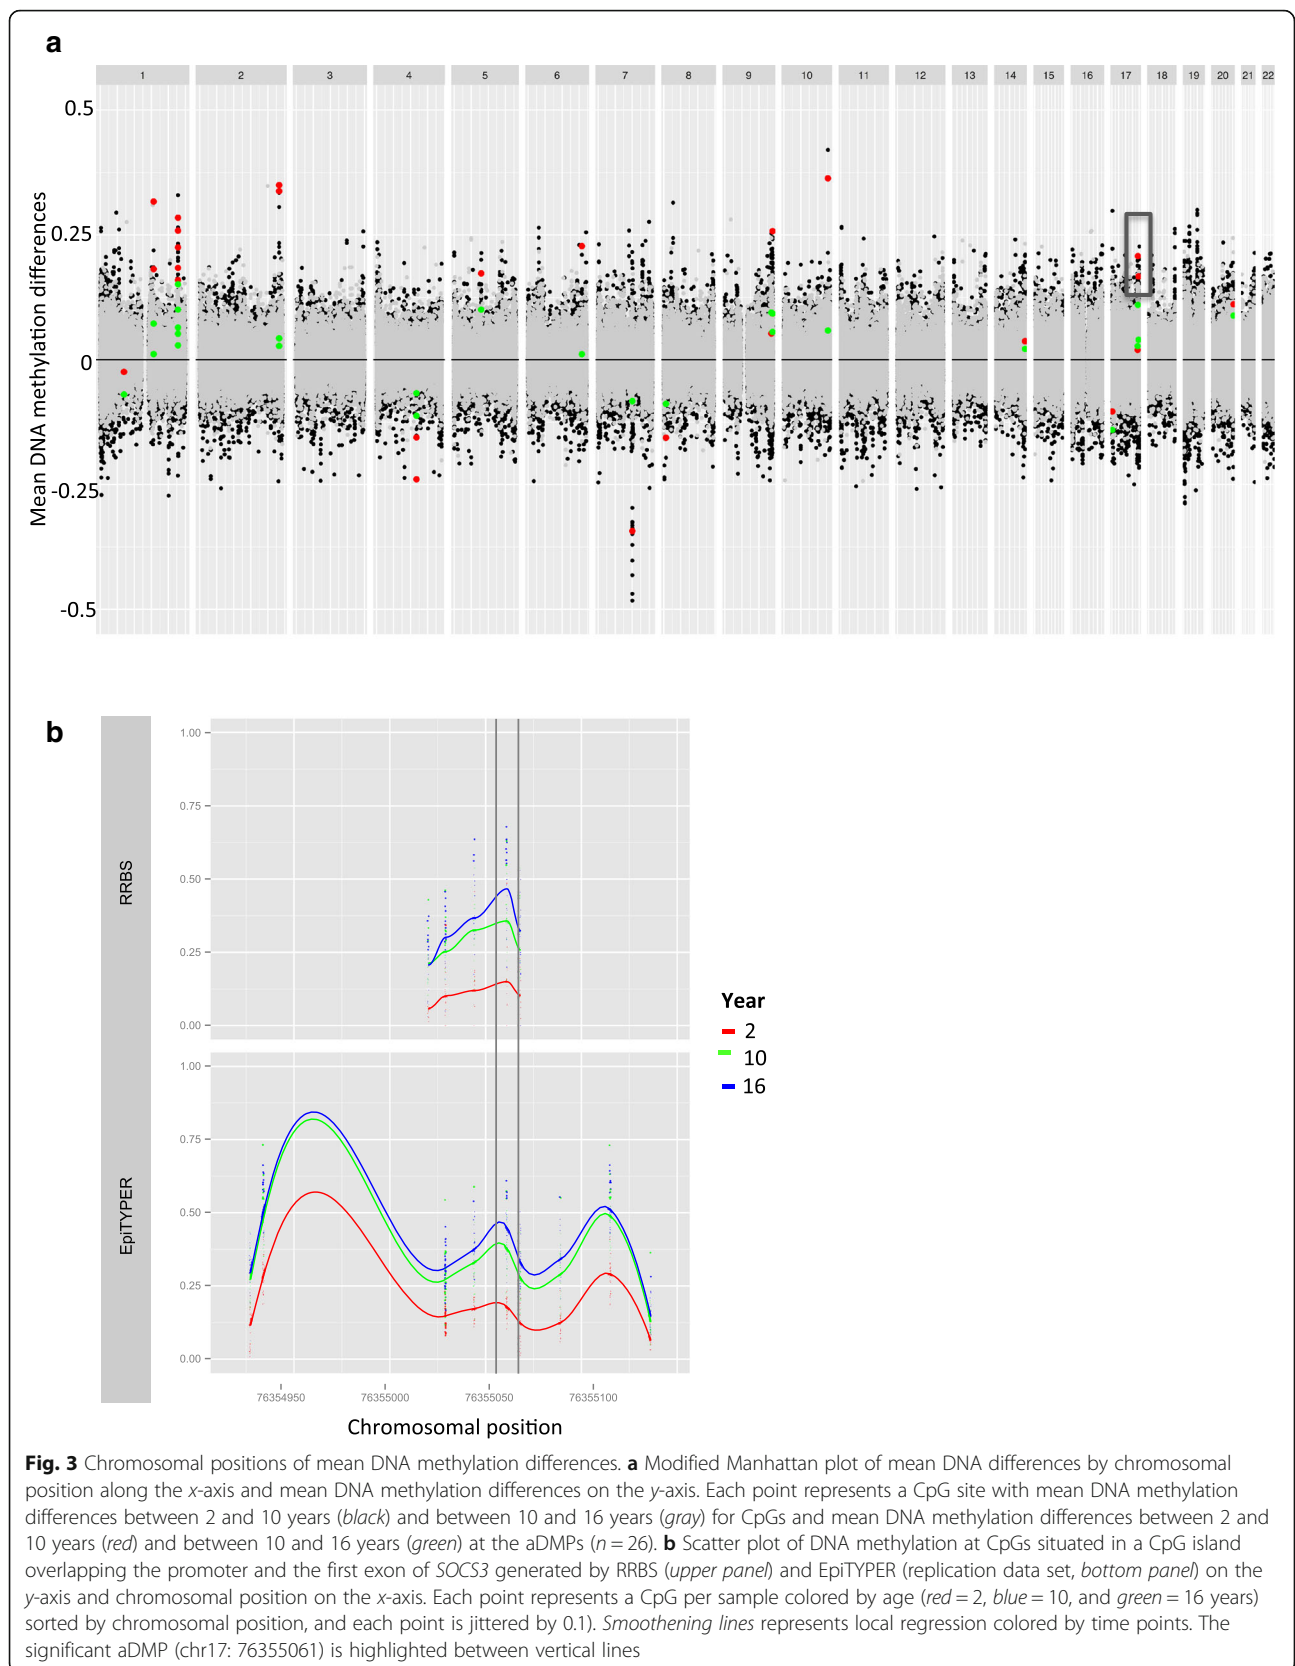 a
1 2 3 4 5 6 7 8 9 10 11 12 13 14 15 16 17 18 19 20 21 22
Mean DNA methylation differences
0.5
0.25
0
-0.25
-0.5
b
RRBS
1.00
0.75
0.50
0.25
0.00
EpiTYPER
1.00
0.75
0.50
0.25
0.00
76354950 76355000 76355050 76355100
Chromosomal position
Year
2
10
16
Fig. 3 Chromosomal positions of mean DNA methylation differences. a Modified Manhattan plot of mean DNA differences by chromosomal
position along the x-axis and mean DNA methylation differences on the y-axis. Each point represents a CpG site with mean DNA methylation
differences between 2 and 10 years (black) and between 10 and 16 years (gray) for CpGs and mean DNA methylation differences between 2 and
10 years (red) and between 10 and 16 years (green) at the aDMPs (n = 26). b Scatter plot of DNA methylation at CpGs situated in a CpG island
overlapping the promoter and the first exon of SOCS3 generated by RRBS (upper panel) and EpiTYPER (replication data set, bottom panel) on the
y-axis and chromosomal position on the x-axis. Each point represents a CpG per sample colored by age (red = 2, blue = 10, and green = 16 years)
sorted by chromosomal position, and each point is jittered by 0.1). Smoothening lines represents local regression colored by time points. The
significant aDMP (chr17: 76355061) is highlighted between vertical lines